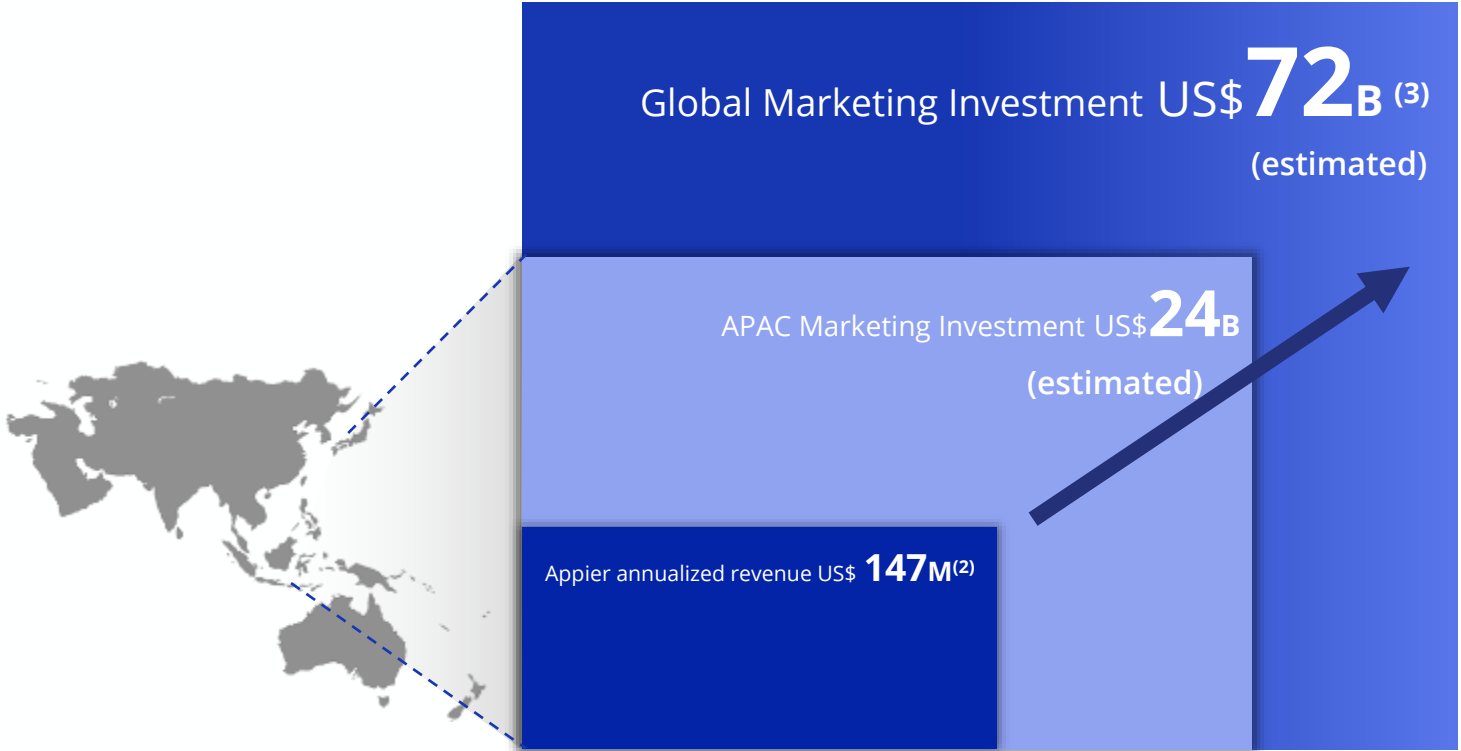 Global Marketing Investment US$72B (3)
(estimated)
APAC Marketing Investment US$24B
(estimated)
Appier annualized revenue US$ 147M(2)